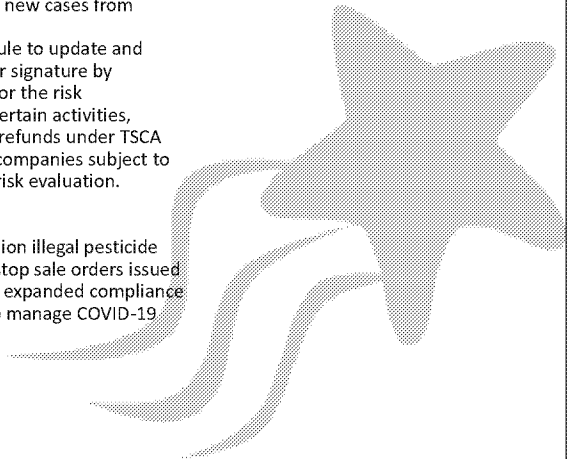 new cases from
ule to update and
r signature by
or the risk
ertain activities,
refunds under TSCA
companies subject to
risk evaluation.
ion illegal pesticide
stop sale orders issued
expanded compliance
manage COVID-19